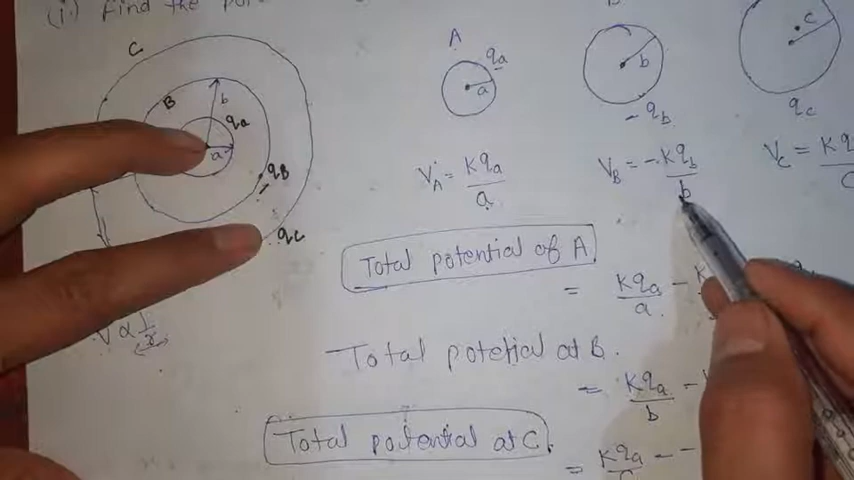 (i) Find the
C
B
b
qa
a
qB
-
qc
V ∝ 1/r
A
qa
a
b
- qb
c
qc
VA = Kqa/a
VB = -Kqb/b
Vc = Kq
Total potential of A
= Kqa/a - K
Total potetial at B.
= Kqa/b -
Total potential at C.
= Kqa/c - -